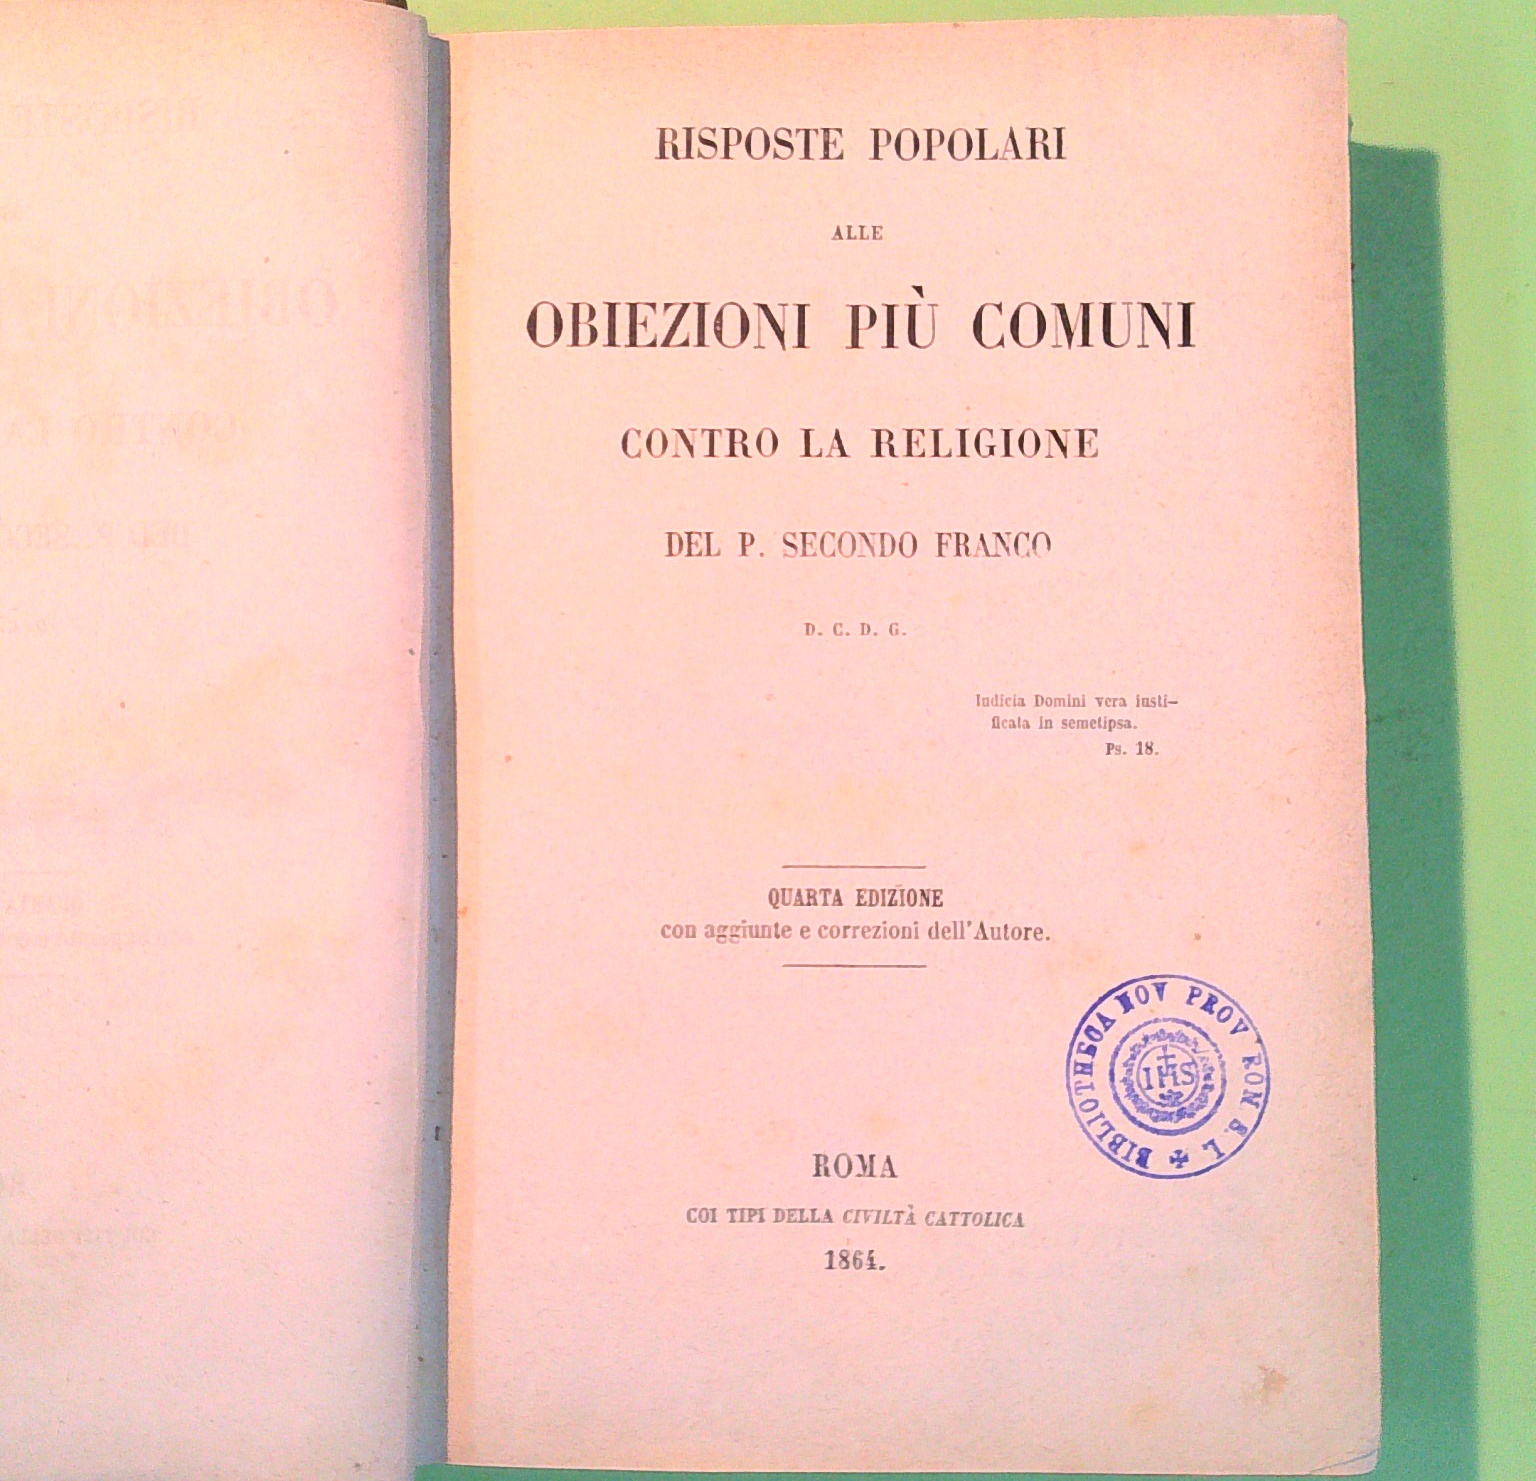 RISPOSTE POPOLARI
ALLE
OBIEZIONI PIÙ COMUNI
CONTRO LA RELIGIONE
DEL P. SECONDO FRANCO
D. C. D. G.
Iudicia Domini vera iusti-
ficata in semetipsa.
Ps. 18.
QUARTA EDIZIONE
con aggiunte e correzioni dell'Autore.
BIBLIOTHECA NOV PROV ROM S. I.
IHS
ROMA
COI TIPI DELLA CIVILTÀ CATTOLICA
1864.